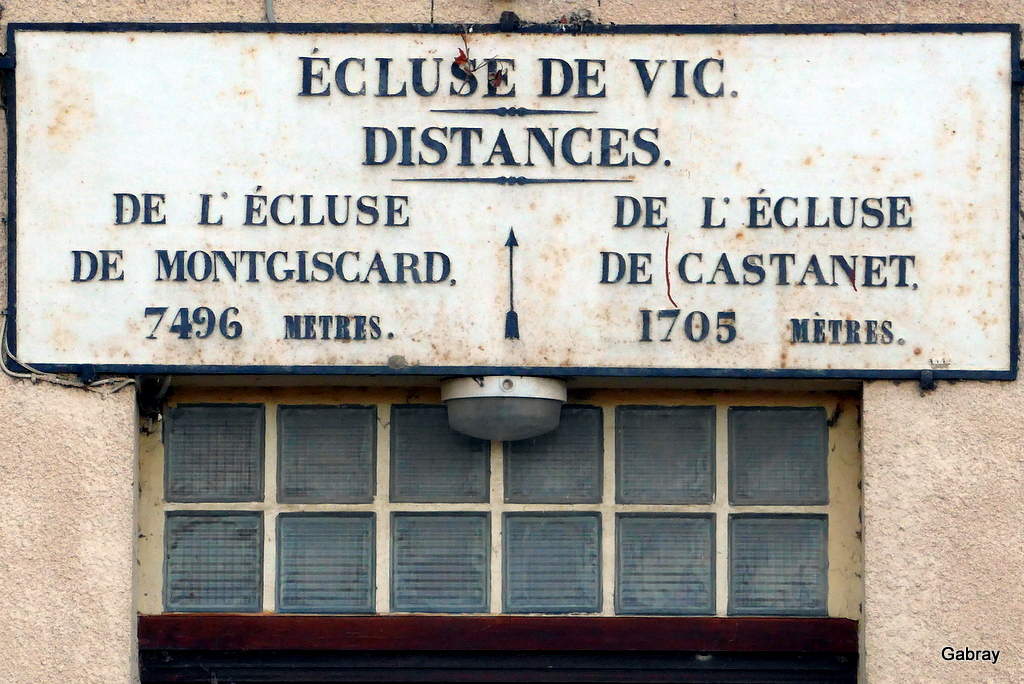 ÉCLUSE DE VIC.
DISTANCES.
DE L'ÉCLUSE
DE MONTGISCARD.
7496 METRES.
DE L'ÉCLUSE
DE CASTANET.
1705 MÈTRES.
Gabray